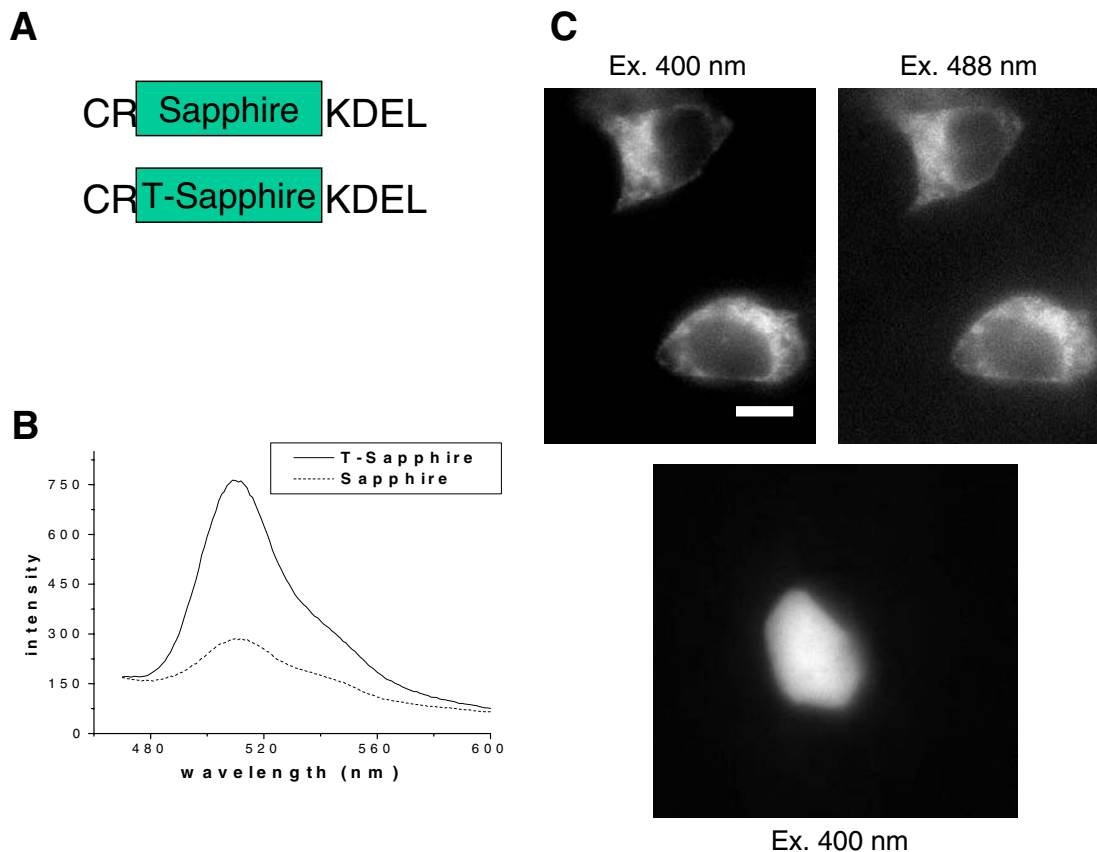 A
CR Sapphire KDEL
CR T-Sapphire KDEL
B
T-Sapphire
Sapphire
750
600
450
300
150
0
intensity
480 520 560 600
wavelength (nm)
C
Ex. 400 nm Ex. 488 nm
Ex. 400 nm